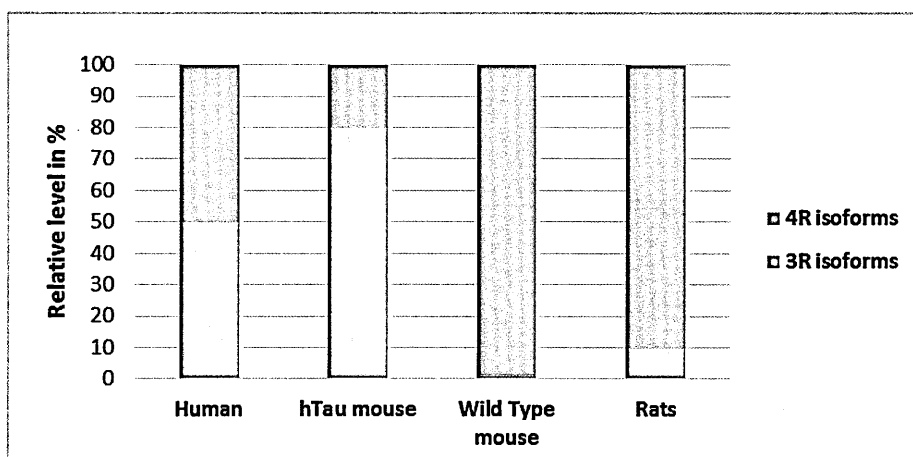 100
90
80
70
60
50
40
30
20
10
0
Relative level in %
Human
hTau mouse
Wild Type
mouse
Rats
4R isoforms
3R isoforms